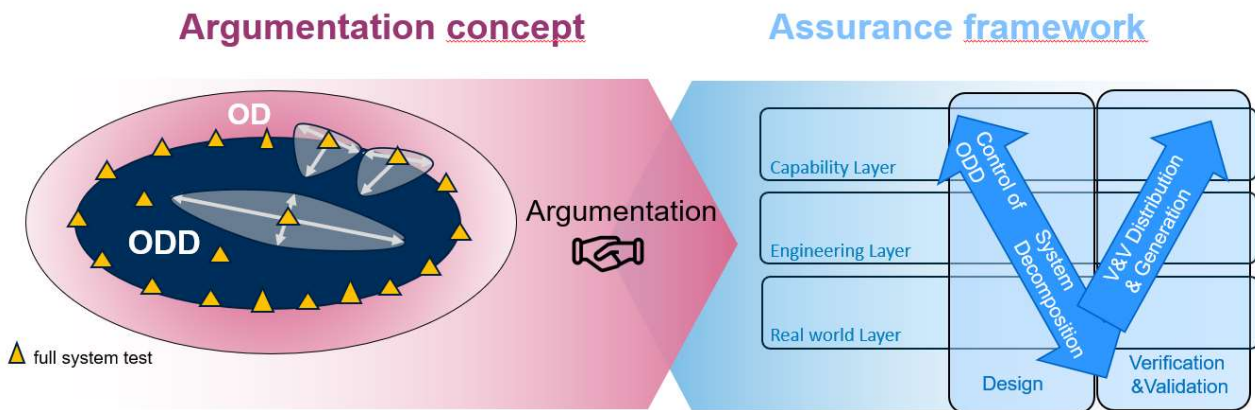 Argumentation concept
Assurance framework
OD
ODD
full system test
Argumentation
Capability Layer
Engineering Layer
Real world Layer
Control of
ODD
System
Decomposition
V&V Distribution
& Generation
Design
Verification
&Validation